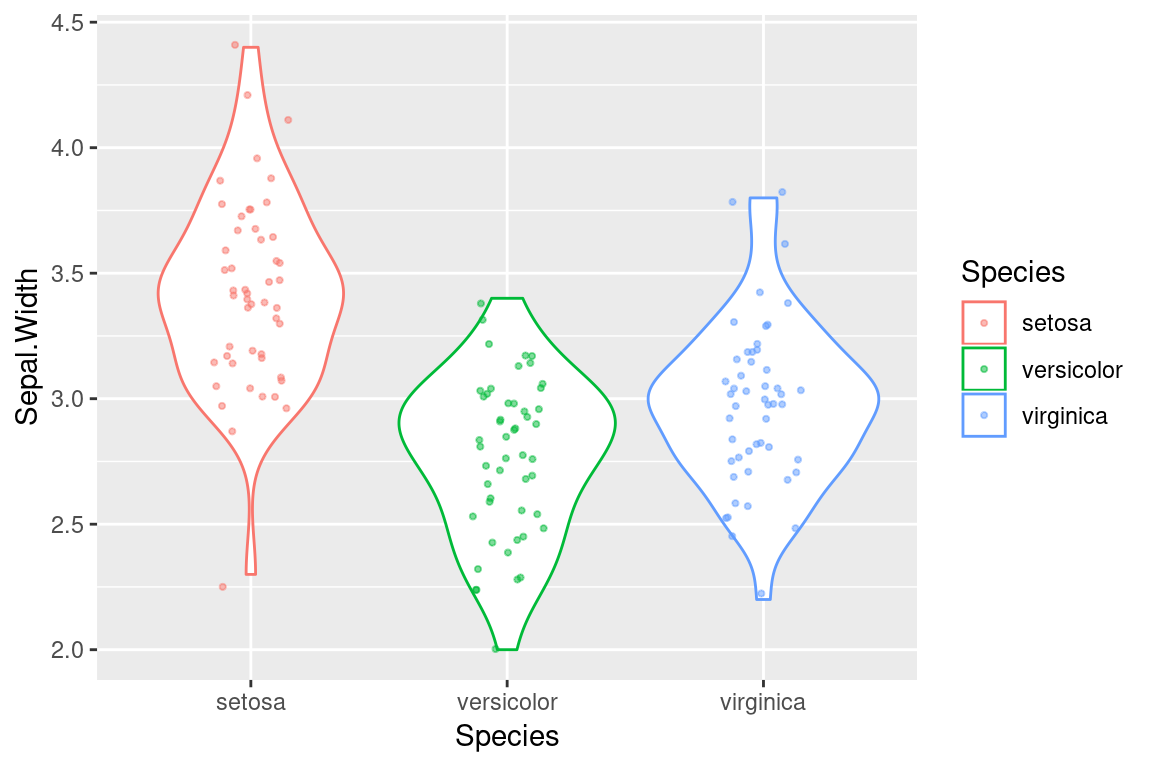 4.5
4.0
3.5
3.0
2.5
2.0
Sepal.Width
setosa
versicolor
virginica
Species
Species
setosa
versicolor
virginica